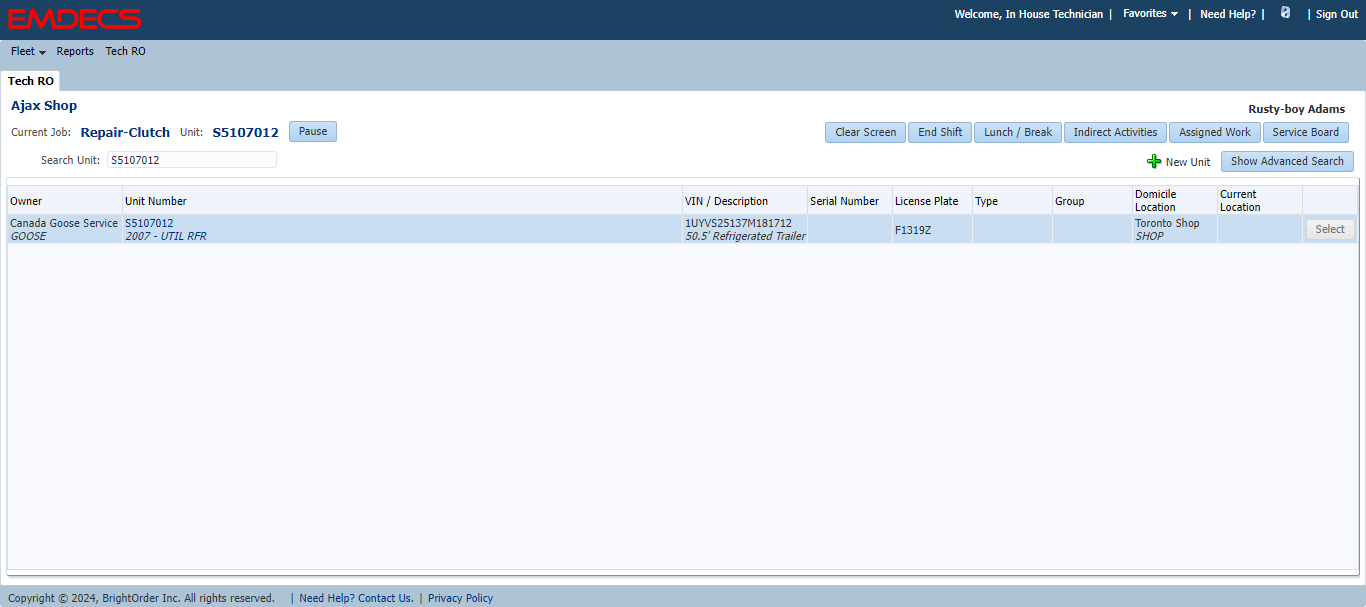 EMDECS
Welcome, In House Technician | Favorites | Need Help? | | Sign Out
Fleet Reports Tech RO
Tech RO
Ajax Shop
Rusty-boy Adams
Current Job: Repair-Clutch Unit: S5107012 Pause
Clear Screen End Shift Lunch / Break Indirect Activities Assigned Work Service Board
Search Unit: S5107012
New Unit Show Advanced Search
Owner Unit Number VIN / Description Serial Number License Plate Type Group Domicile Location Current Location
Canada Goose Service S5107012 1UYVS25137M181712 F1319Z Toronto Shop Select
GOOSE 2007 - UTIL RFR 50.5' Refrigerated Trailer SHOP
Copyright © 2024, BrightOrder Inc. All rights reserved. | Need Help? Contact Us. | Privacy Policy